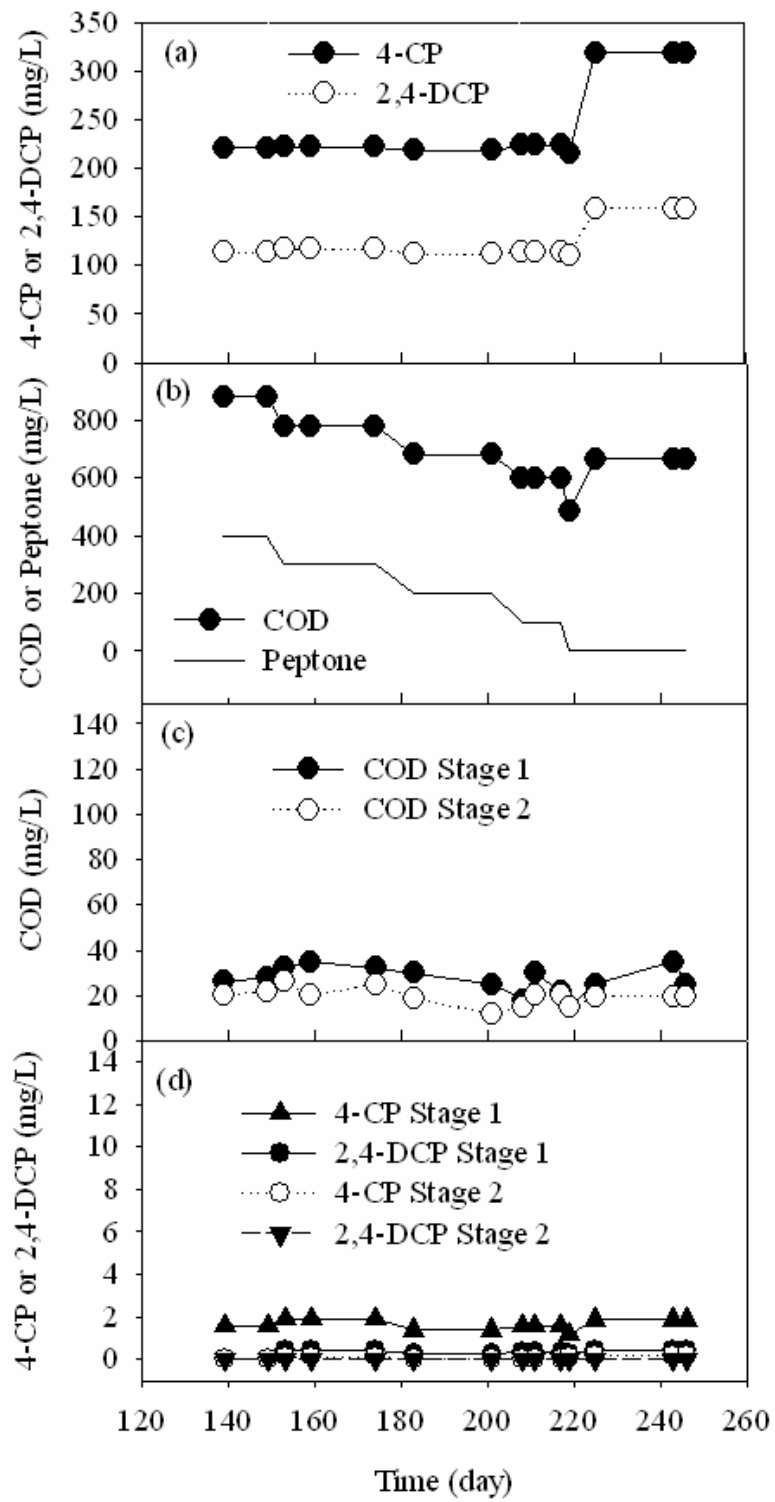 4-CP or 2,4-DCP (mg/L)
350
300
250
200
150
100
50
0
(a)
4-CP
2,4-DCP
COD or Peptone (mg/L)
800
600
400
200
0
(b)
COD
Peptone
COD (mg/L)
140
120
100
80
60
40
20
0
(c)
COD Stage 1
COD Stage 2
4-CP or 2,4-DCP (mg/L)
14
12
10
8
6
4
2
0
(d)
4-CP Stage 1
2,4-DCP Stage 1
4-CP Stage 2
2,4-DCP Stage 2
120 140 160 180 200 220 240 260
Time (day)